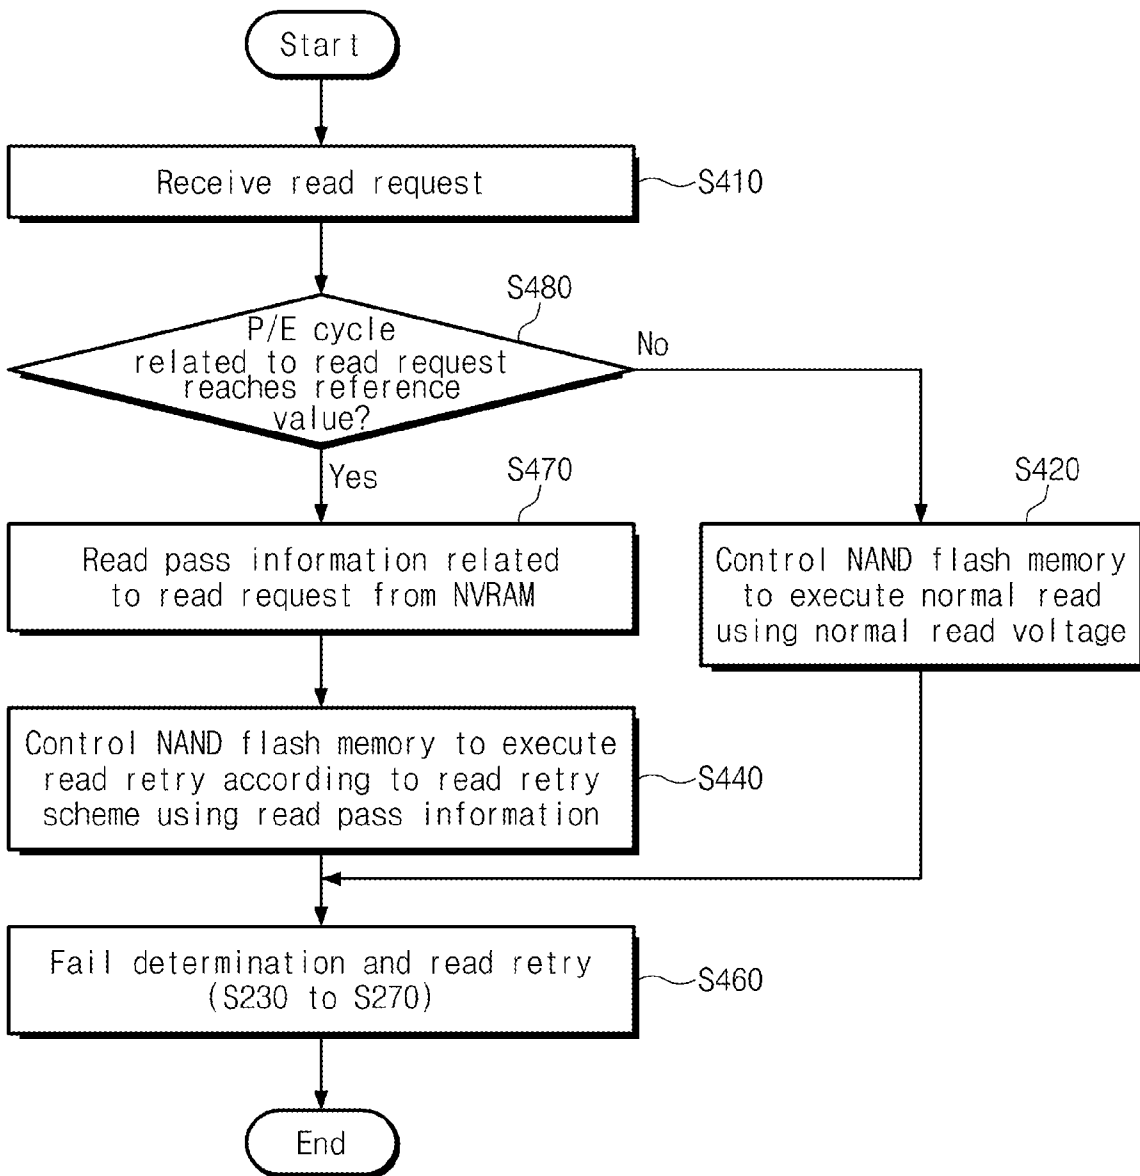 Start
Receive read request
S410
S480
P/E cycle
related to read request
reaches reference
value?
No
Yes
S470
Read pass information related
to read request from NVRAM
S420
Control NAND flash memory
to execute normal read
using normal read voltage
Control NAND flash memory to execute
read retry according to read retry
scheme using read pass information
S440
Fail determination and read retry
(S230 to S270)
S460
End